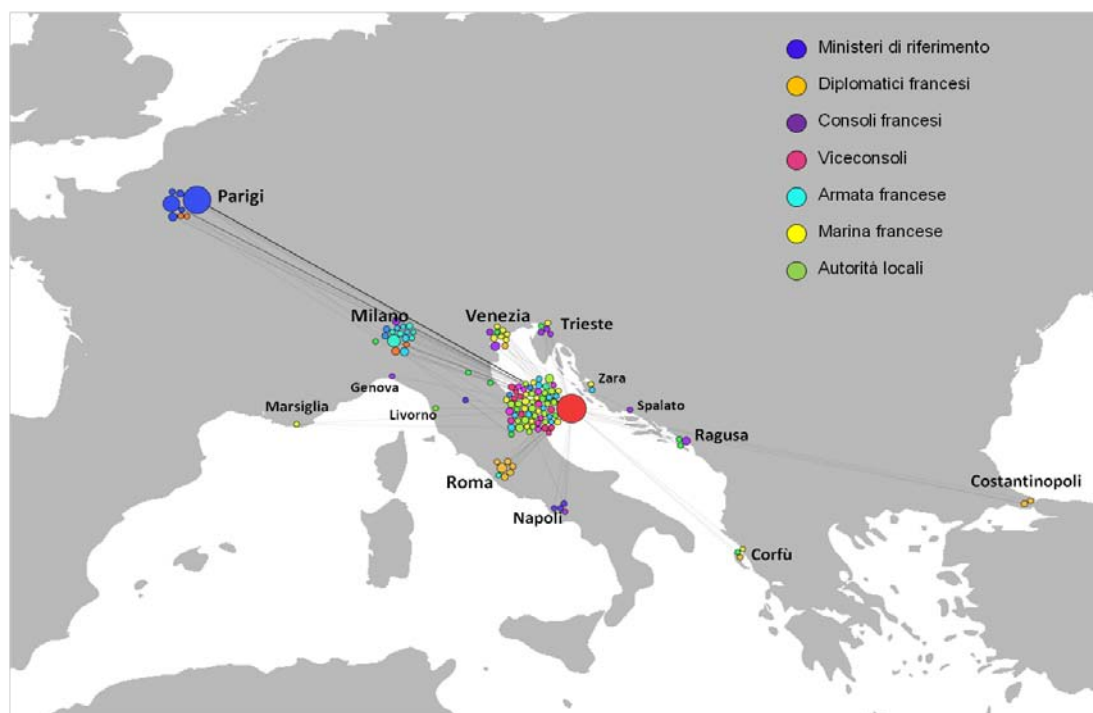 Ministeri di riferimento
Diplomatici francesi
Consoli francesi
Viceconsoli
Armata francese
Marina francese
Autorità locali
Parigi
Milano
Venezia
Trieste
Genova
Zara
Marsiglia
Livorno
Spalato
Ragusa
Roma
Costantinopoli
Napoli
Corfù